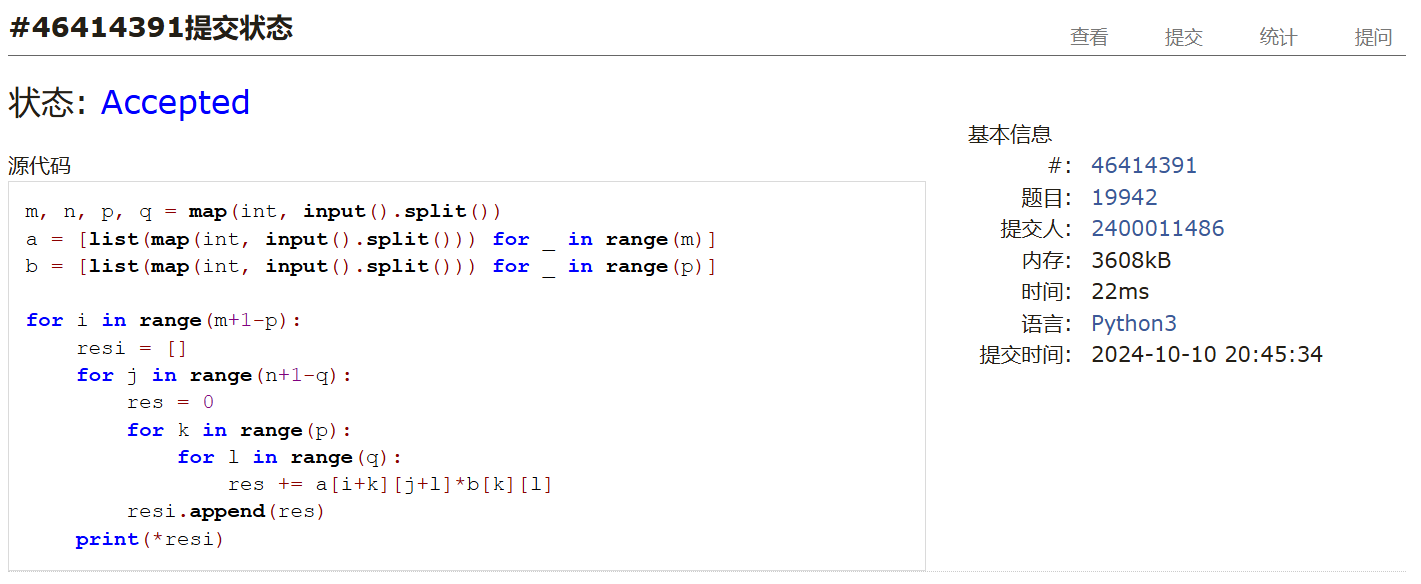 #46414391提交状态
查看 提交 统计 提问
状态: Accepted
源代码
m, n, p, q = map(int, input().split())
a = [list(map(int, input().split())) for _ in range(m)]
b = [list(map(int, input().split())) for _ in range(p)]

for i in range(m+1-p):
    resi = []
    for j in range(n+1-q):
        res = 0
        for k in range(p):
            for l in range(q):
                res += a[i+k][j+l]*b[k][l]
        resi.append(res)
    print(*resi)
基本信息
#: 46414391
题目: 19942
提交人: 2400011486
内存: 3608kB
时间: 22ms
语言: Python3
提交时间: 2024-10-10 20:45:34